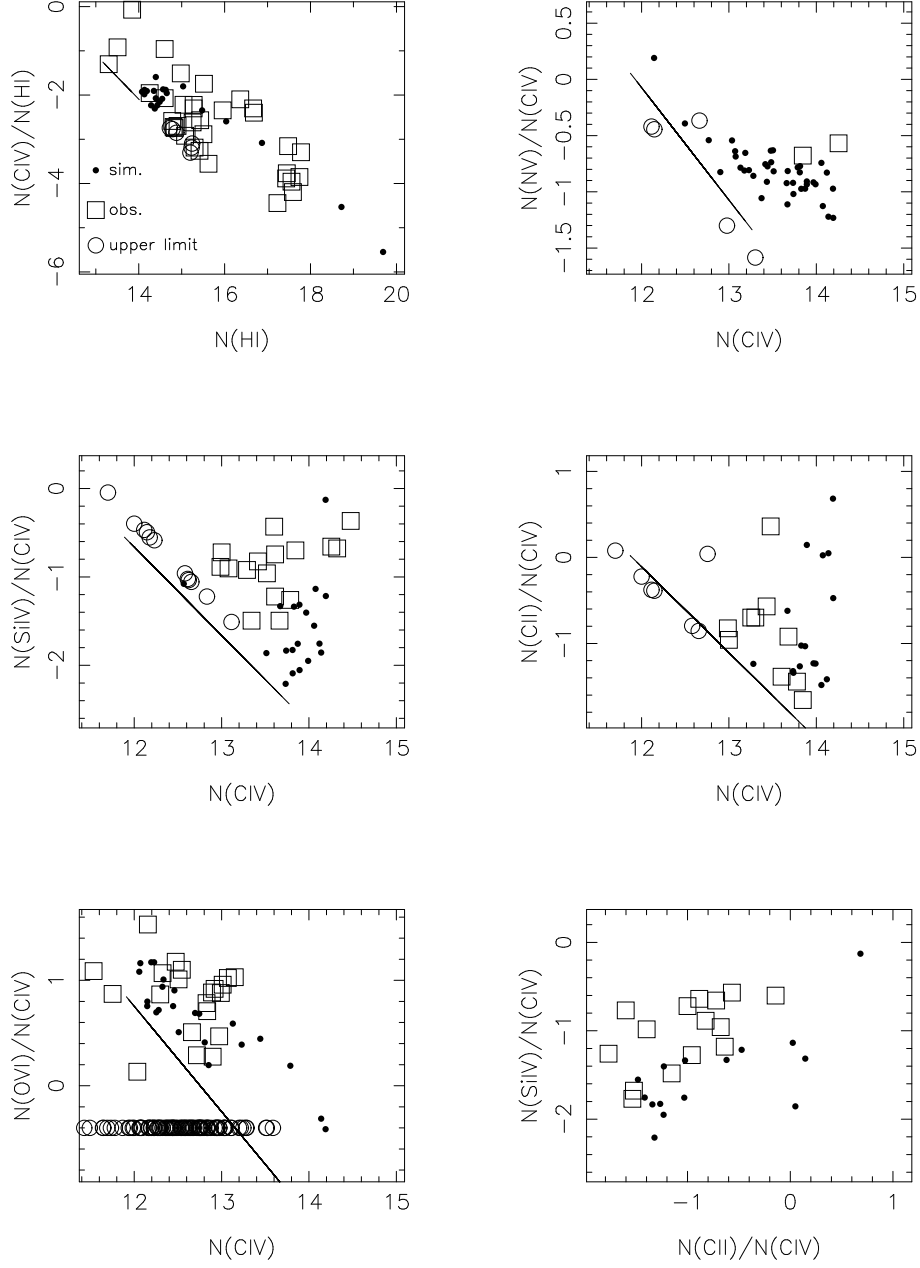 0
−2
−4
−6
N(CIV)/N(HI)
sim.
obs.
upper limit
14
16
18
20
N(HI)
0.5
0
−0.5
−1
−1.5
N(NV)/N(CIV)
12
13
14
15
N(CIV)
0
−1
−2
N(SiIV)/N(CIV)
12
13
14
15
N(CIV)
1
0
−1
N(CII)/N(CIV)
12
13
14
15
N(CIV)
1
0
N(OVI)/N(CIV)
12
13
14
15
N(CIV)
0
−1
−2
N(SiIV)/N(CIV)
−1
0
1
N(CII)/N(CIV)